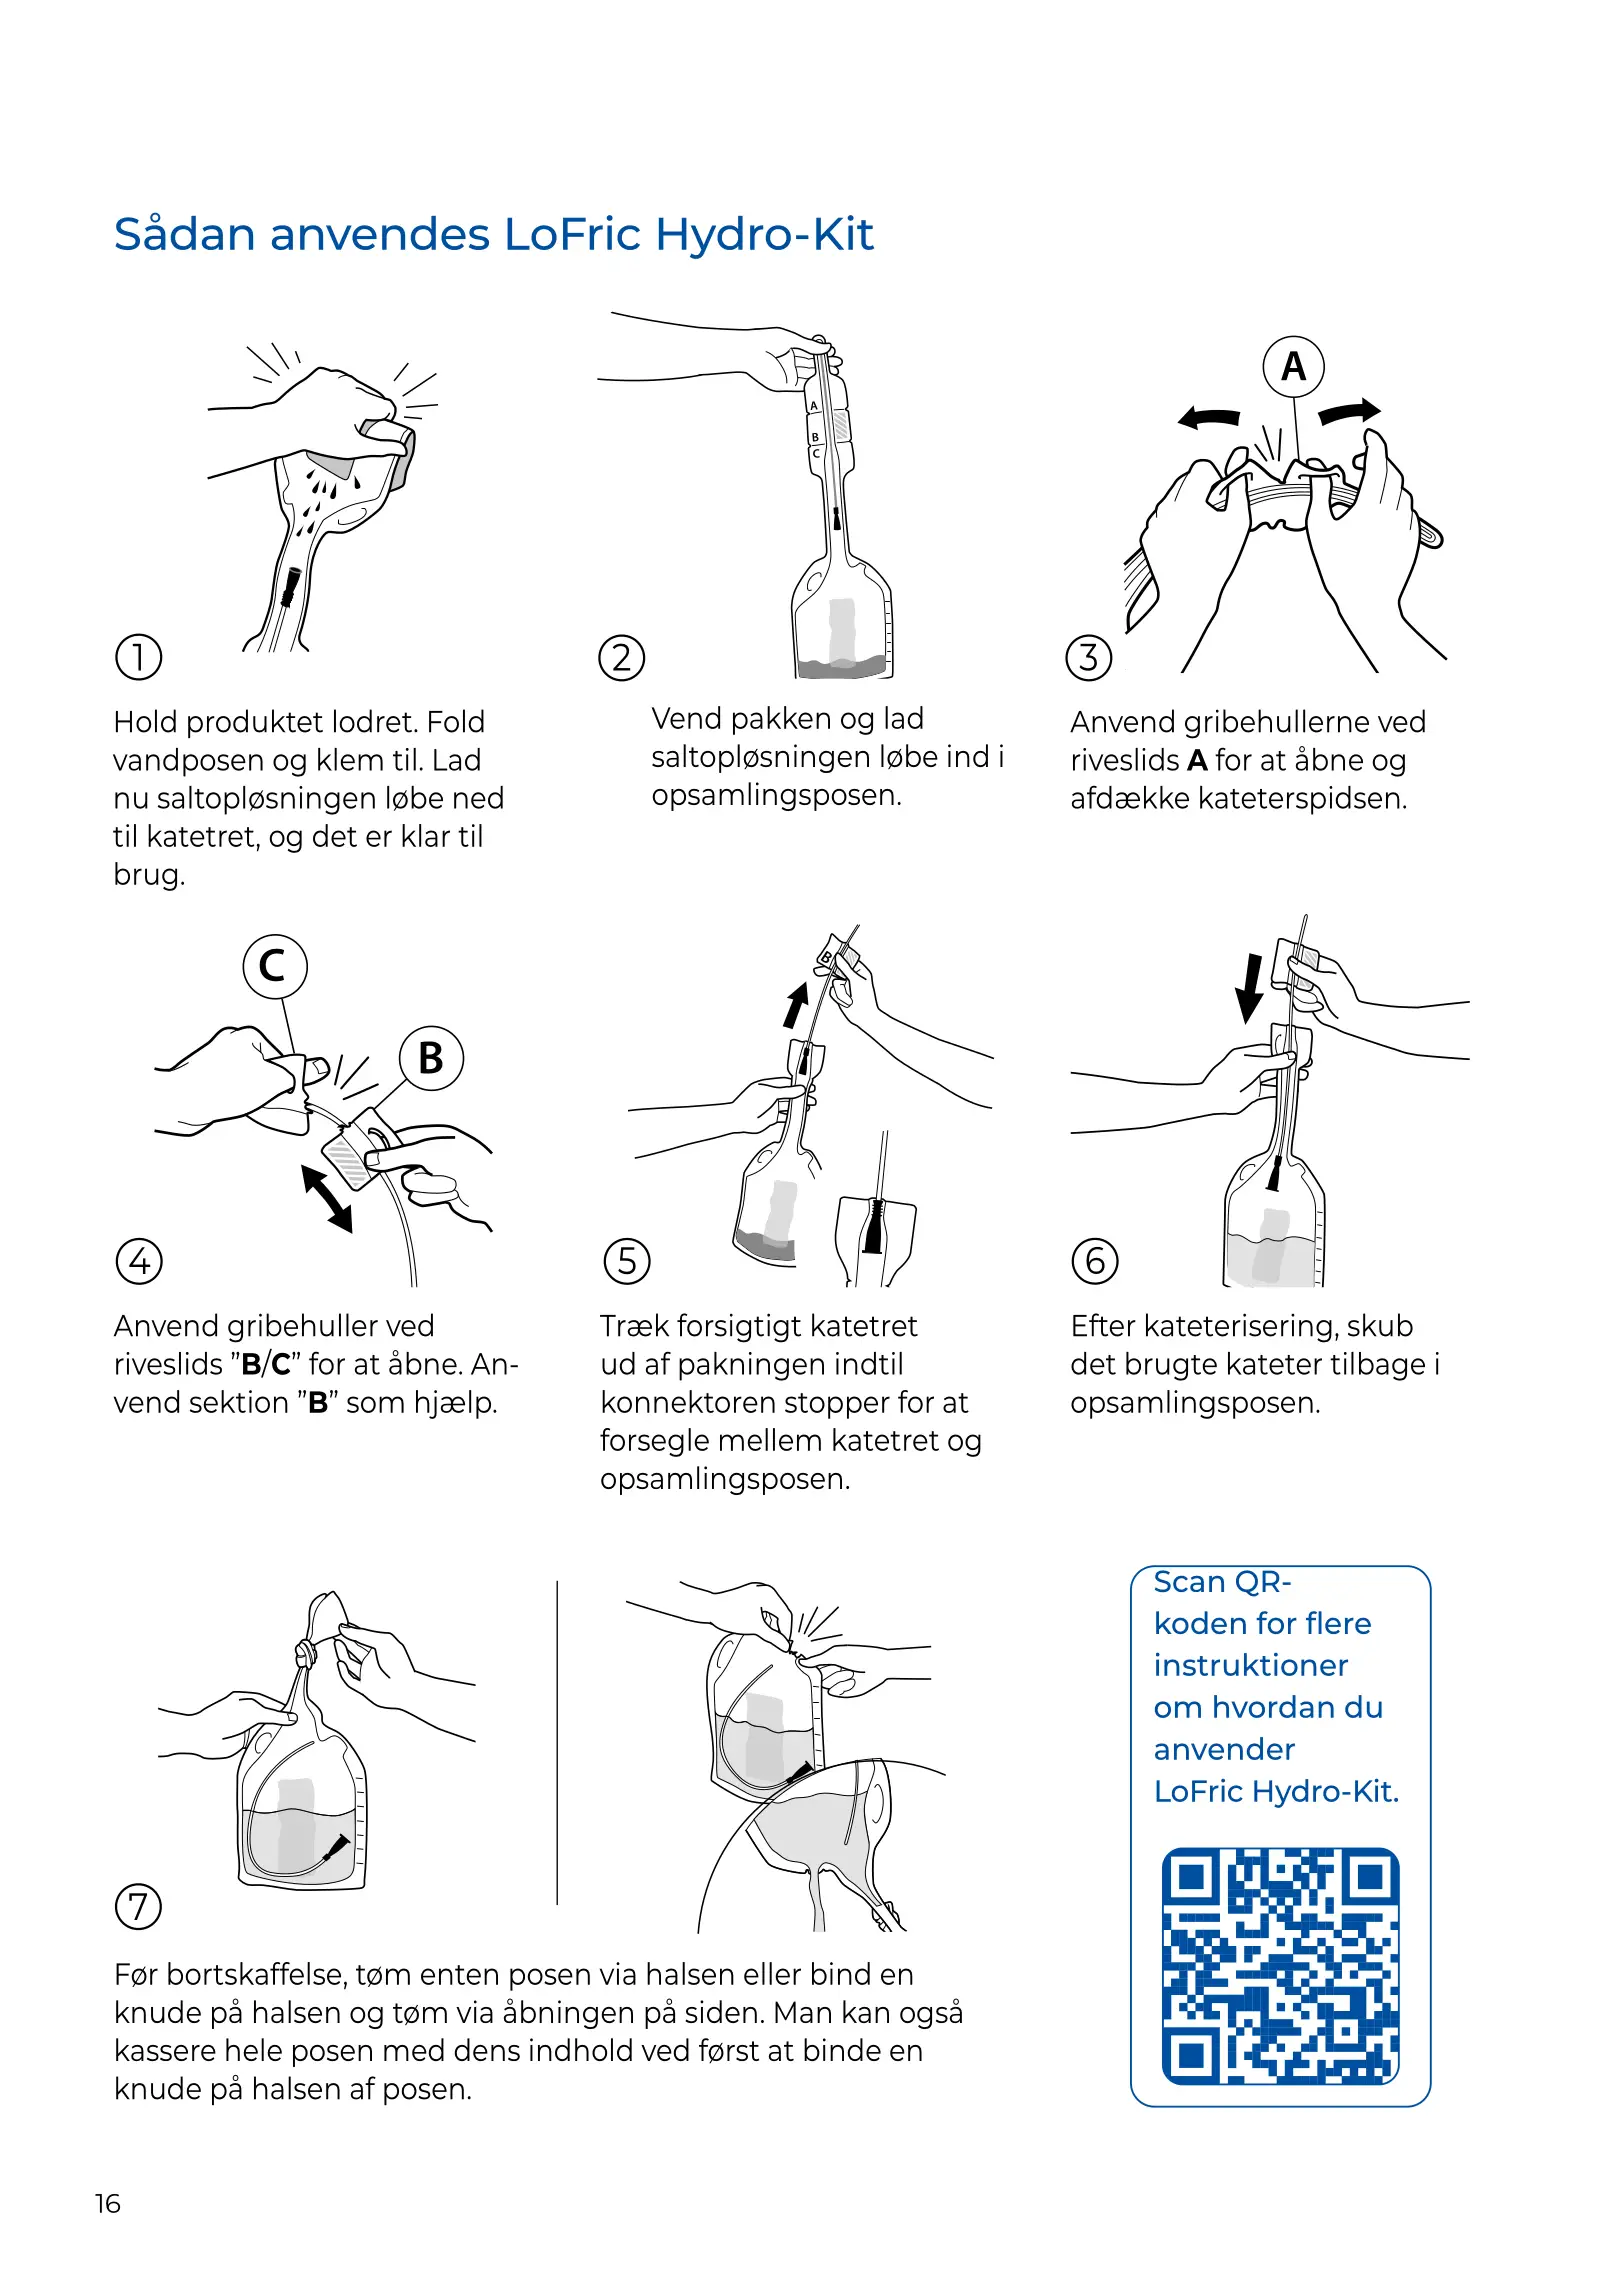 Sådan anvendes LoFric Hydro-Kit
A
B
C
A
1
2
3
Hold produktet lodret. Fold
vandposen og klem til. Lad
nu saltopløsningen løbe ned
til katetret, og det er klar til
brug.
Vend pakken og lad
saltopløsningen løbe ind i
opsamlingsposen.
Anvend gribehullerne ved
riveslids A for at åbne og
afdække kateterspidsen.
C
B
B
4
5
6
Anvend gribehuller ved
riveslids ”B/C” for at åbne. An-
vend sektion ”B” som hjælp.
Træk forsigtigt katetret
ud af pakningen indtil
konnektoren stopper for at
forsegle mellem katetret og
opsamlingsposen.
Efter kateterisering, skub
det brugte kateter tilbage i
opsamlingsposen.
7
Før bortskaffelse, tøm enten posen via halsen eller bind en
knude på halsen og tøm via åbningen på siden. Man kan også
kassere hele posen med dens indhold ved først at binde en
knude på halsen af posen.
Scan QR-
koden for flere
instruktioner
om hvordan du
anvender
LoFric Hydro-Kit.
16